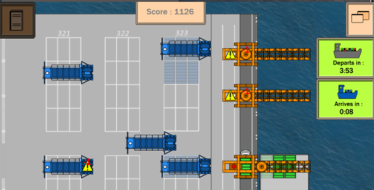 Score : 1126
321
322
323
Departs in :
3:53
Arrives in :
0:08